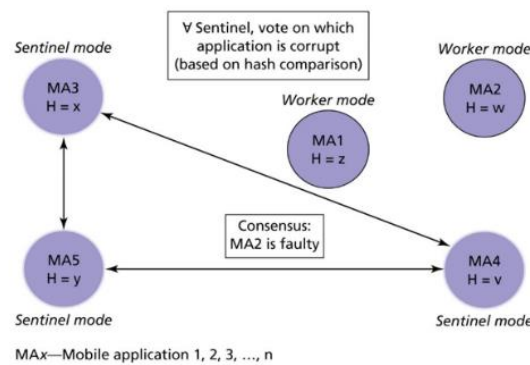 Sentinel mode
MA3
H = x
∀ Sentinel, vote on which
application is corrupt
(based on hash comparison)
Worker mode
MA2
H = w
Worker mode
MA1
H = z
Consensus:
MA2 is faulty
MA5
H = y
Sentinel mode
MA4
H = v
Sentinel mode
MAx—Mobile application 1, 2, 3, ..., n